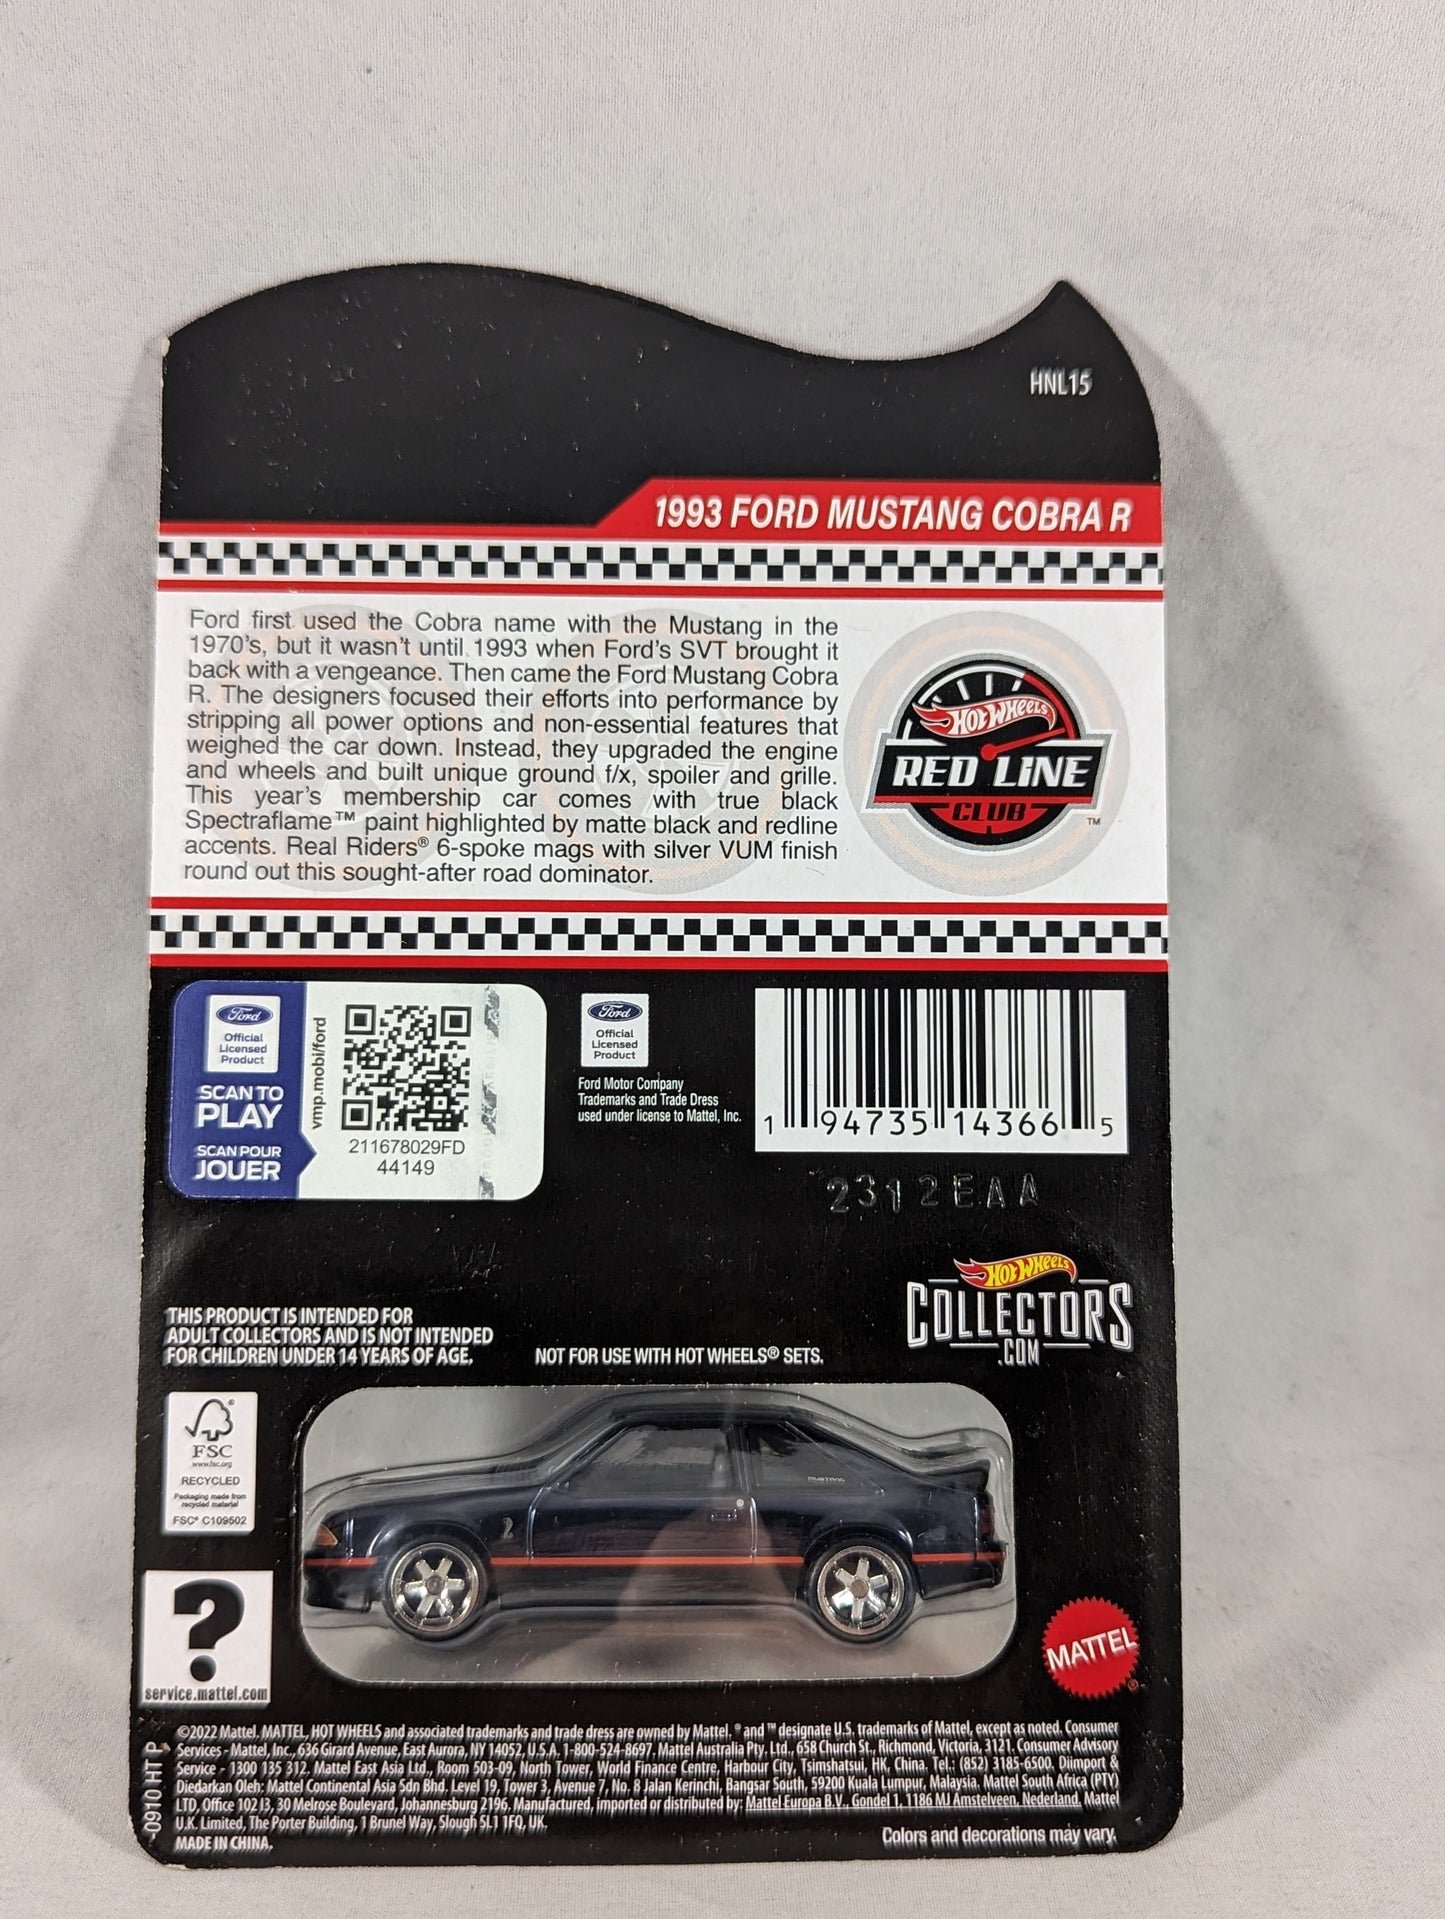 HNL15
1993 FORD MUSTANG COBRA R
Ford first used the Cobra name with the Mustang in the
1970's, but it wasn't until 1993 when Ford's SVT brought it
back with a vengeance. Then came the Ford Mustang Cobra
R. The designers focused their efforts into performance by
stripping all power options and non-essential features that
weighed the car down. Instead, they upgraded the engine
and wheels and built unique ground f/x, spoiler and grille.
This year's membership car comes with true black
Spectraflame™ paint highlighted by matte black and redline
accents. Real Riders® 6-spoke mags with silver VUM finish
round out this sought-after road dominator.
HOT WHEELS
RED LINE
CLUB
™
Ford
Official
Licensed
Product
SCAN TO
PLAY
SCAN POUR
JOUER
vmp.mobi/ford
211678029FD
44149
Ford
Official
Licensed
Product
Ford Motor Company
Trademarks and Trade Dress
used under license to Mattel, Inc.
1 94735 14366 5
2312EAA
HOT WHEELS
COLLECTORS
.COM
THIS PRODUCT IS INTENDED FOR
ADULT COLLECTORS AND IS NOT INTENDED
FOR CHILDREN UNDER 14 YEARS OF AGE.
NOT FOR USE WITH HOT WHEELS® SETS.
FSC
www.fsc.org
RECYCLED
Packaging made from
recycled material
FSC® C109502
MUSTANG
?
service.mattel.com
MATTEL®
©2022 Mattel. MATTEL, HOT WHEELS and associated trademarks and trade dress are owned by Mattel. ® and ™ designate U.S. trademarks of Mattel, except as noted. Consumer
Services - Mattel, Inc., 636 Girard Avenue, East Aurora, NY 14052, U.S.A. 1-800-524-8697. Mattel Australia Pty. Ltd., 658 Church St., Richmond, Victoria, 3121. Consumer Advisory
Service - 1300 135 312. Mattel East Asia Ltd., Room 503-09, North Tower, World Finance Centre, Harbour City, Tsimshatsui, HK, China, Tel.: (852) 3185-6500. Diimport &
Diedarkan Oleh: Mattel Continental Asia Sdn Bhd. Level 19, Tower 3, Avenue 7, No. 8 Jalan Kerinchi, Bangsar South, 59200 Kuala Lumpur, Malaysia. Mattel South Africa (PTY)
LTD, Office 102 I3, 30 Melrose Boulevard, Johannesburg 2196. Manufactured, imported or distributed by: Mattel Europa B.V., Gondel 1, 1186 MJ Amstelveen, Nederland. Mattel
U.K. Limited, The Porter Building, 1 Brunel Way, Slough SL1 1FQ, UK.
MADE IN CHINA.
Colors and decorations may vary.